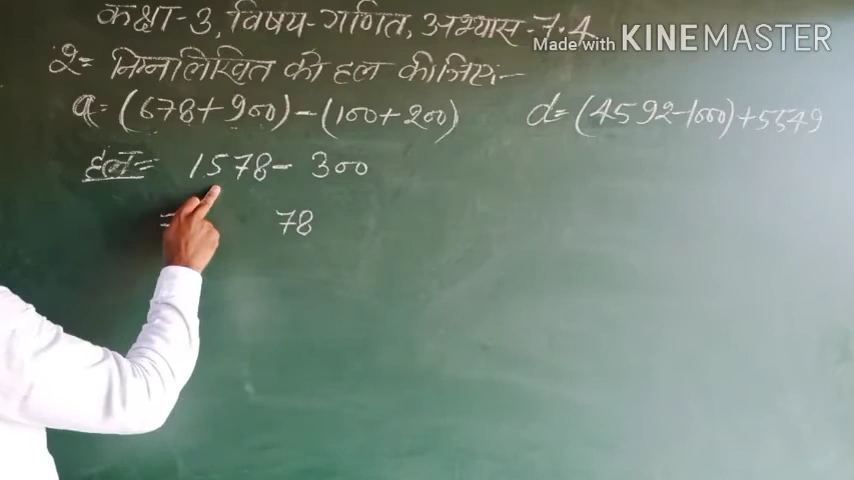 कक्षा-3, विषय-गणित, अभ्यास-7.4
Made with KINEMASTER
2= निम्नलिखित को हल कीजिए:-
a= (678+900)-(100+200)
d= (4592-1000)+5549
हल= 1578- 300
= 78